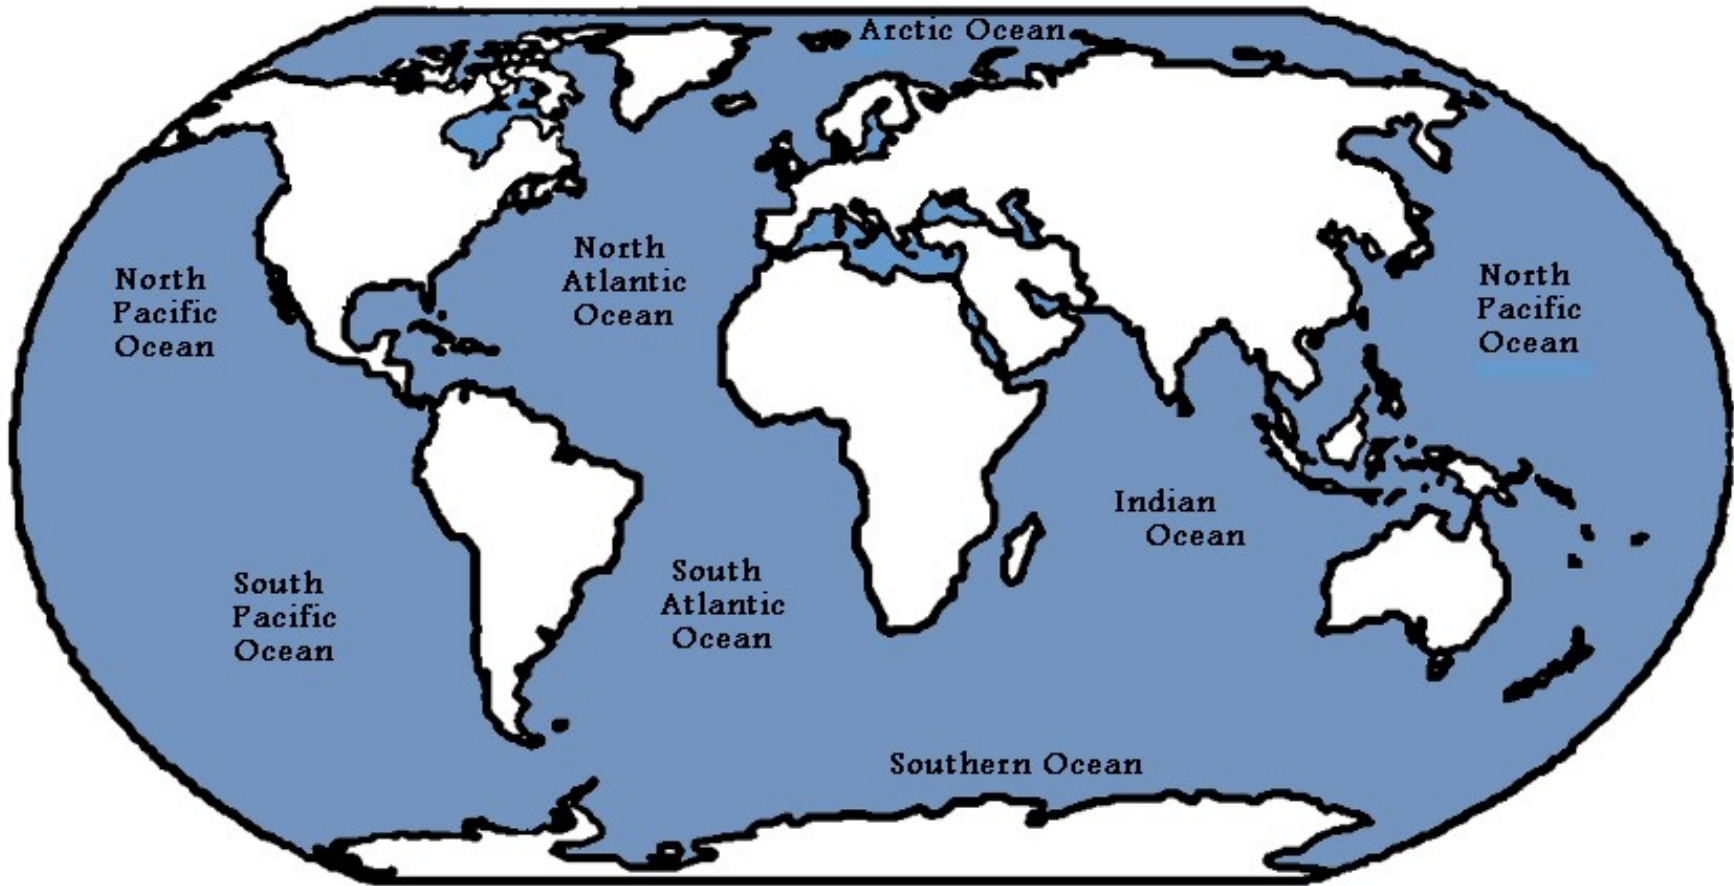 Arctic Ocean
North
Atlantic
Ocean
North
Pacific
Ocean
North
Pacific
Ocean
Indian
Ocean
South
Atlantic
Ocean
South
Pacific
Ocean
Southern Ocean